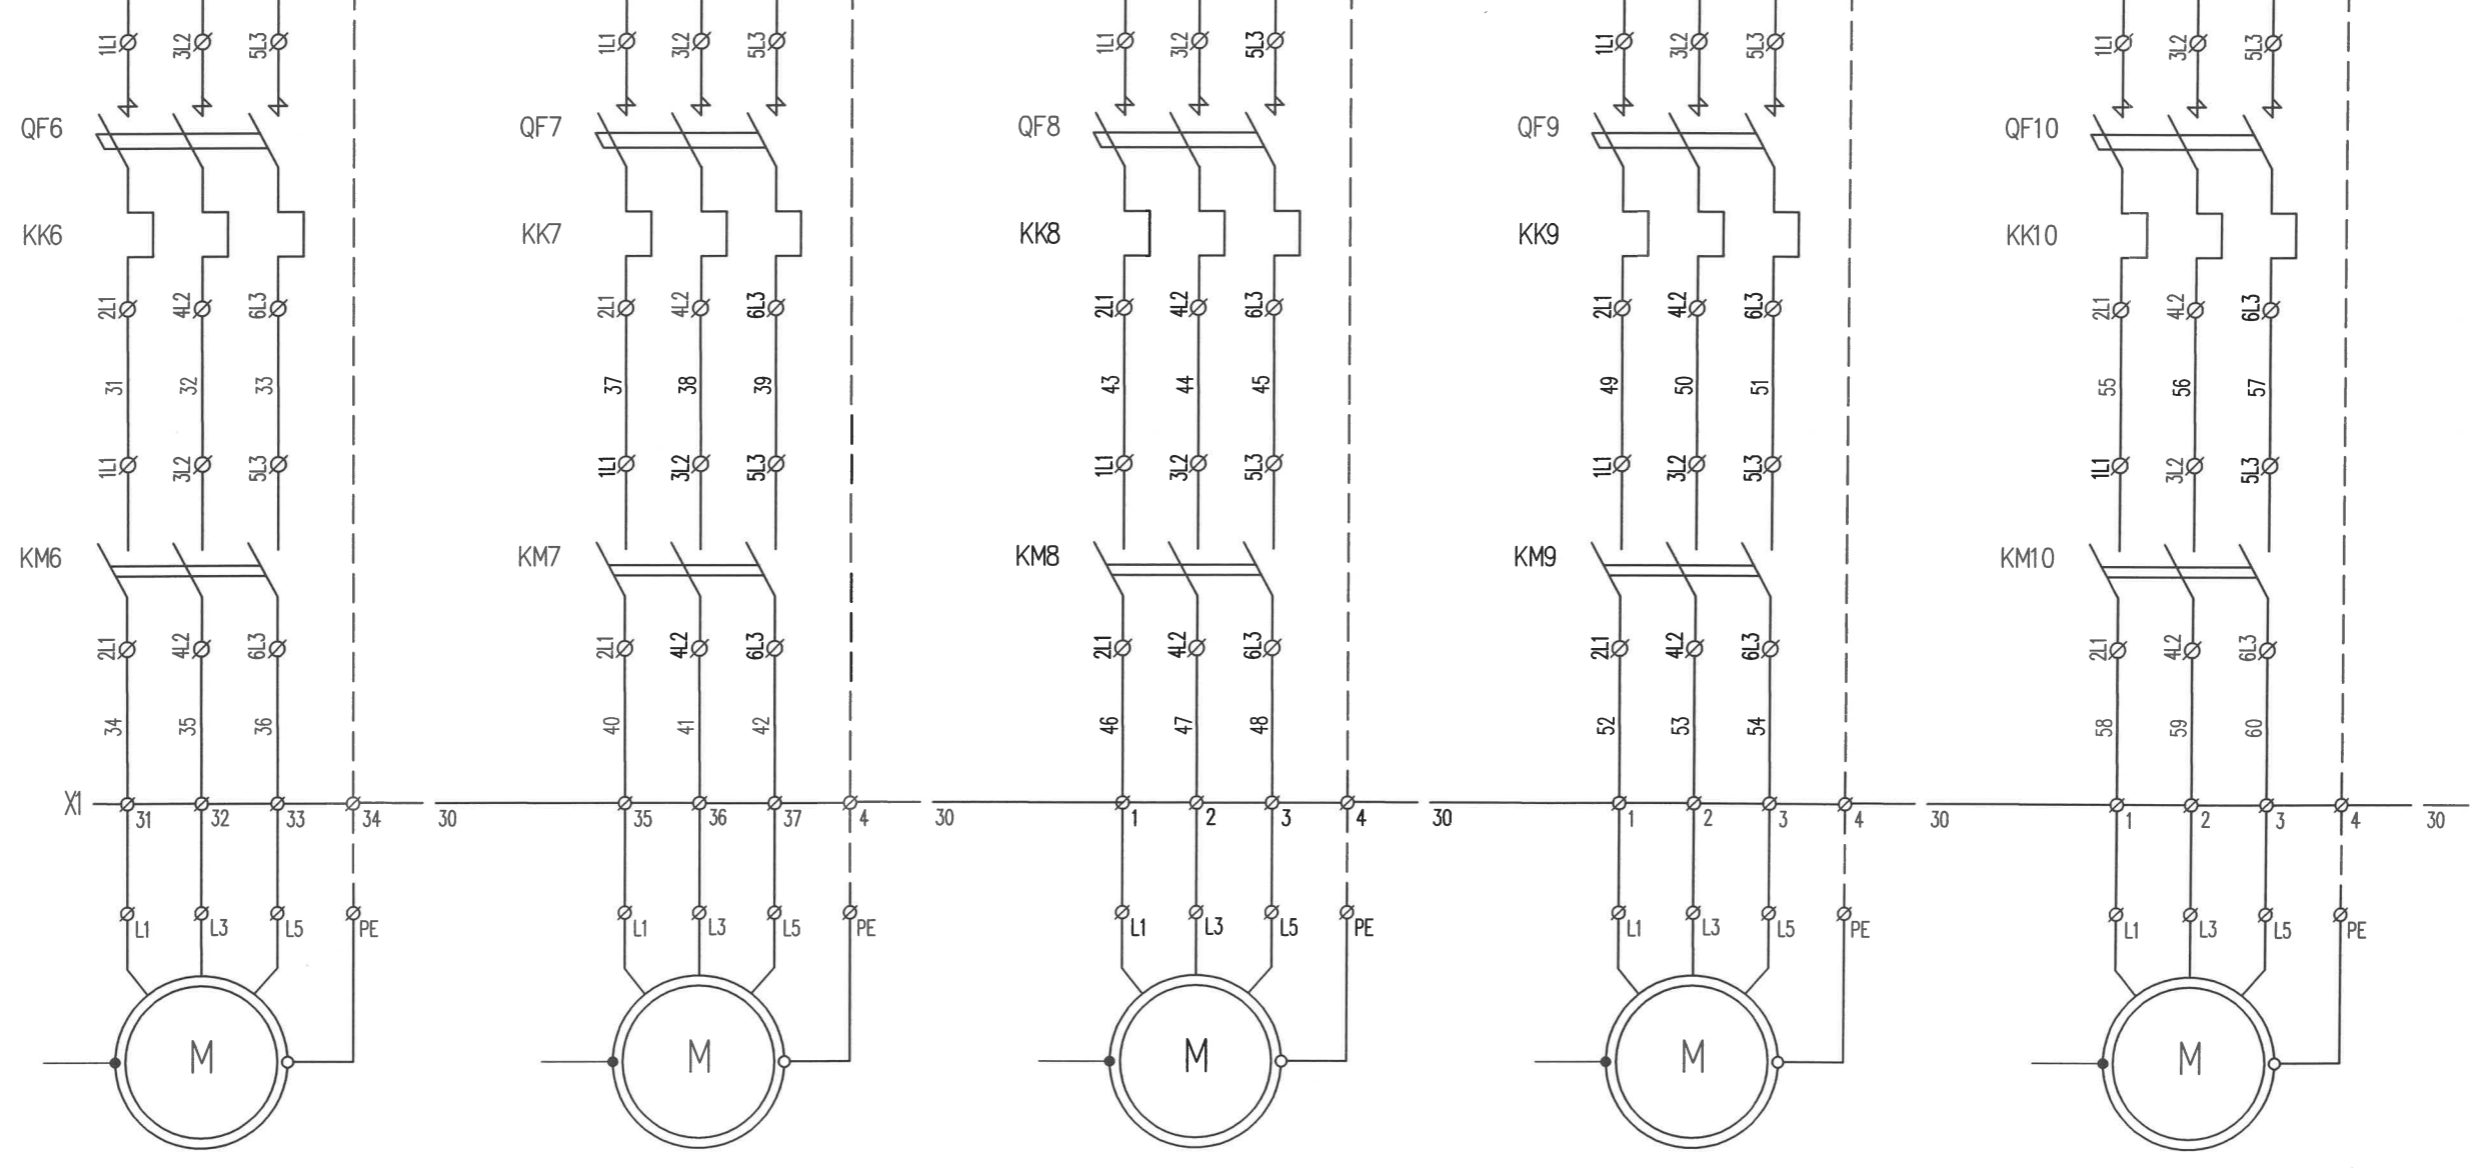 1L1 3L2 5L3 1L1 3L2 5L3 1L1 3L2 5L3 1L1 3L2 5L3 1L1 3L2 5L3
QF6 QF7 QF8 QF9 QF10
KK6 KK7 KK8 KK9 KK10
2L1 4L2 6L3 2L1 4L2 6L3 2L1 4L2 6L3 2L1 4L2 6L3 2L1 4L2 6L3
31 32 33 37 38 39 43 44 45 49 50 51 55 56 57
1L1 3L2 5L3 1L1 3L2 5L3 1L1 3L2 5L3 1L1 3L2 5L3 1L1 3L2 5L3
KM6 KM7 KM8 KM9 KM10
2L1 4L2 6L3 2L1 4L2 6L3 2L1 4L2 6L3 2L1 4L2 6L3 2L1 4L2 6L3
34 35 36 40 41 42 46 47 48 52 53 54 58 59 60
X1
31 32 33 34 30 35 36 37 4 30 1 2 3 4 30 1 2 3 4 30 1 2 3 4 30
L1 L3 L5 PE L1 L3 L5 PE L1 L3 L5 PE L1 L3 L5 PE L1 L3 L5 PE
M M M M M